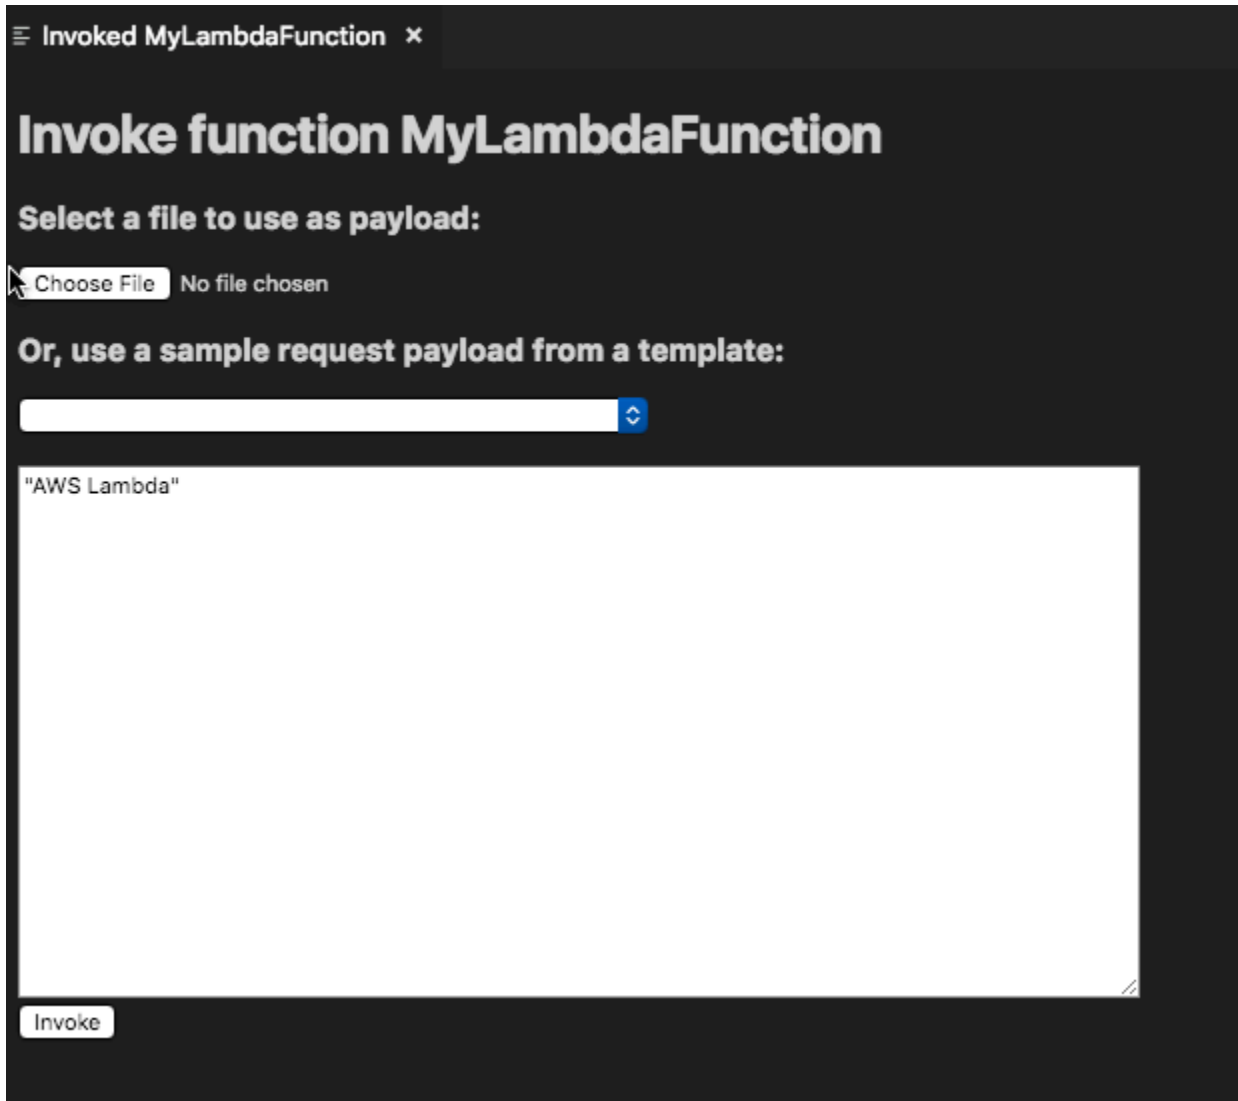 Invoked MyLambdaFunction ×
Invoke function MyLambdaFunction
Select a file to use as payload:
Choose File No file chosen
Or, use a sample request payload from a template:
"AWS Lambda"
Invoke